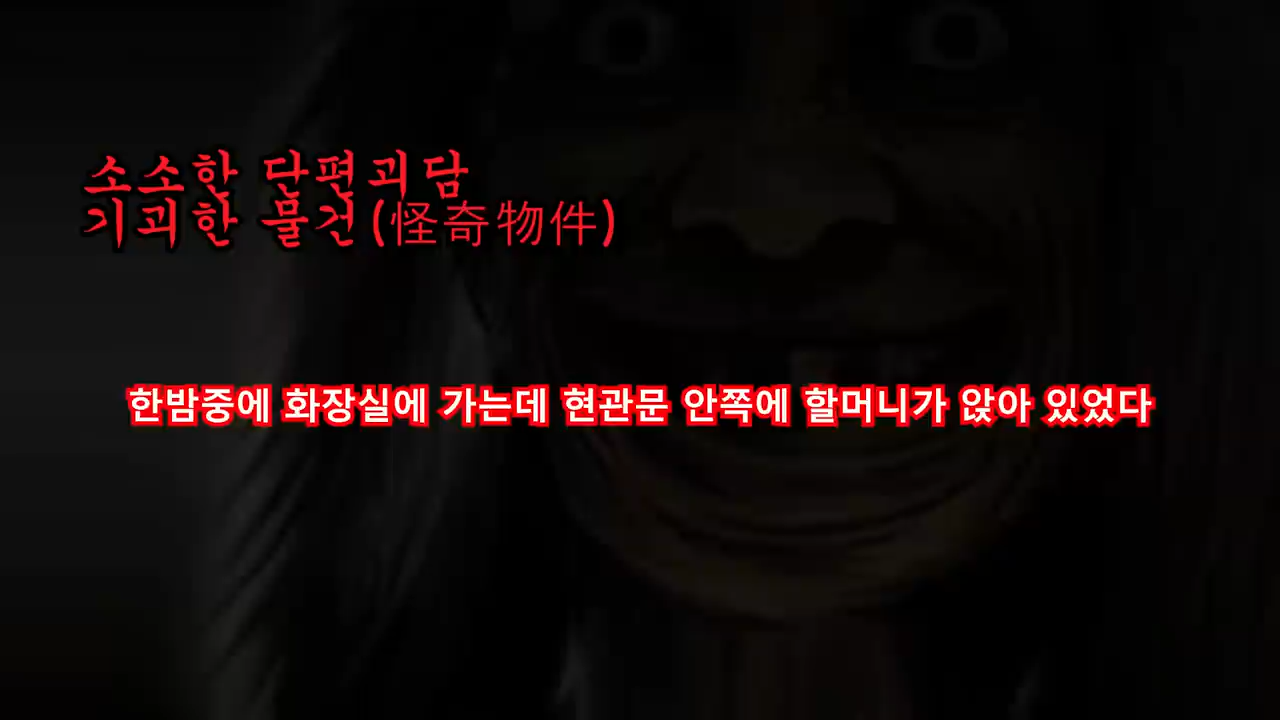 소소한 단편괴담
기괴한 물건(怪奇物件)
한밤중에 화장실에 가는데 현관문 안쪽에 할머니가 앉아 있었다